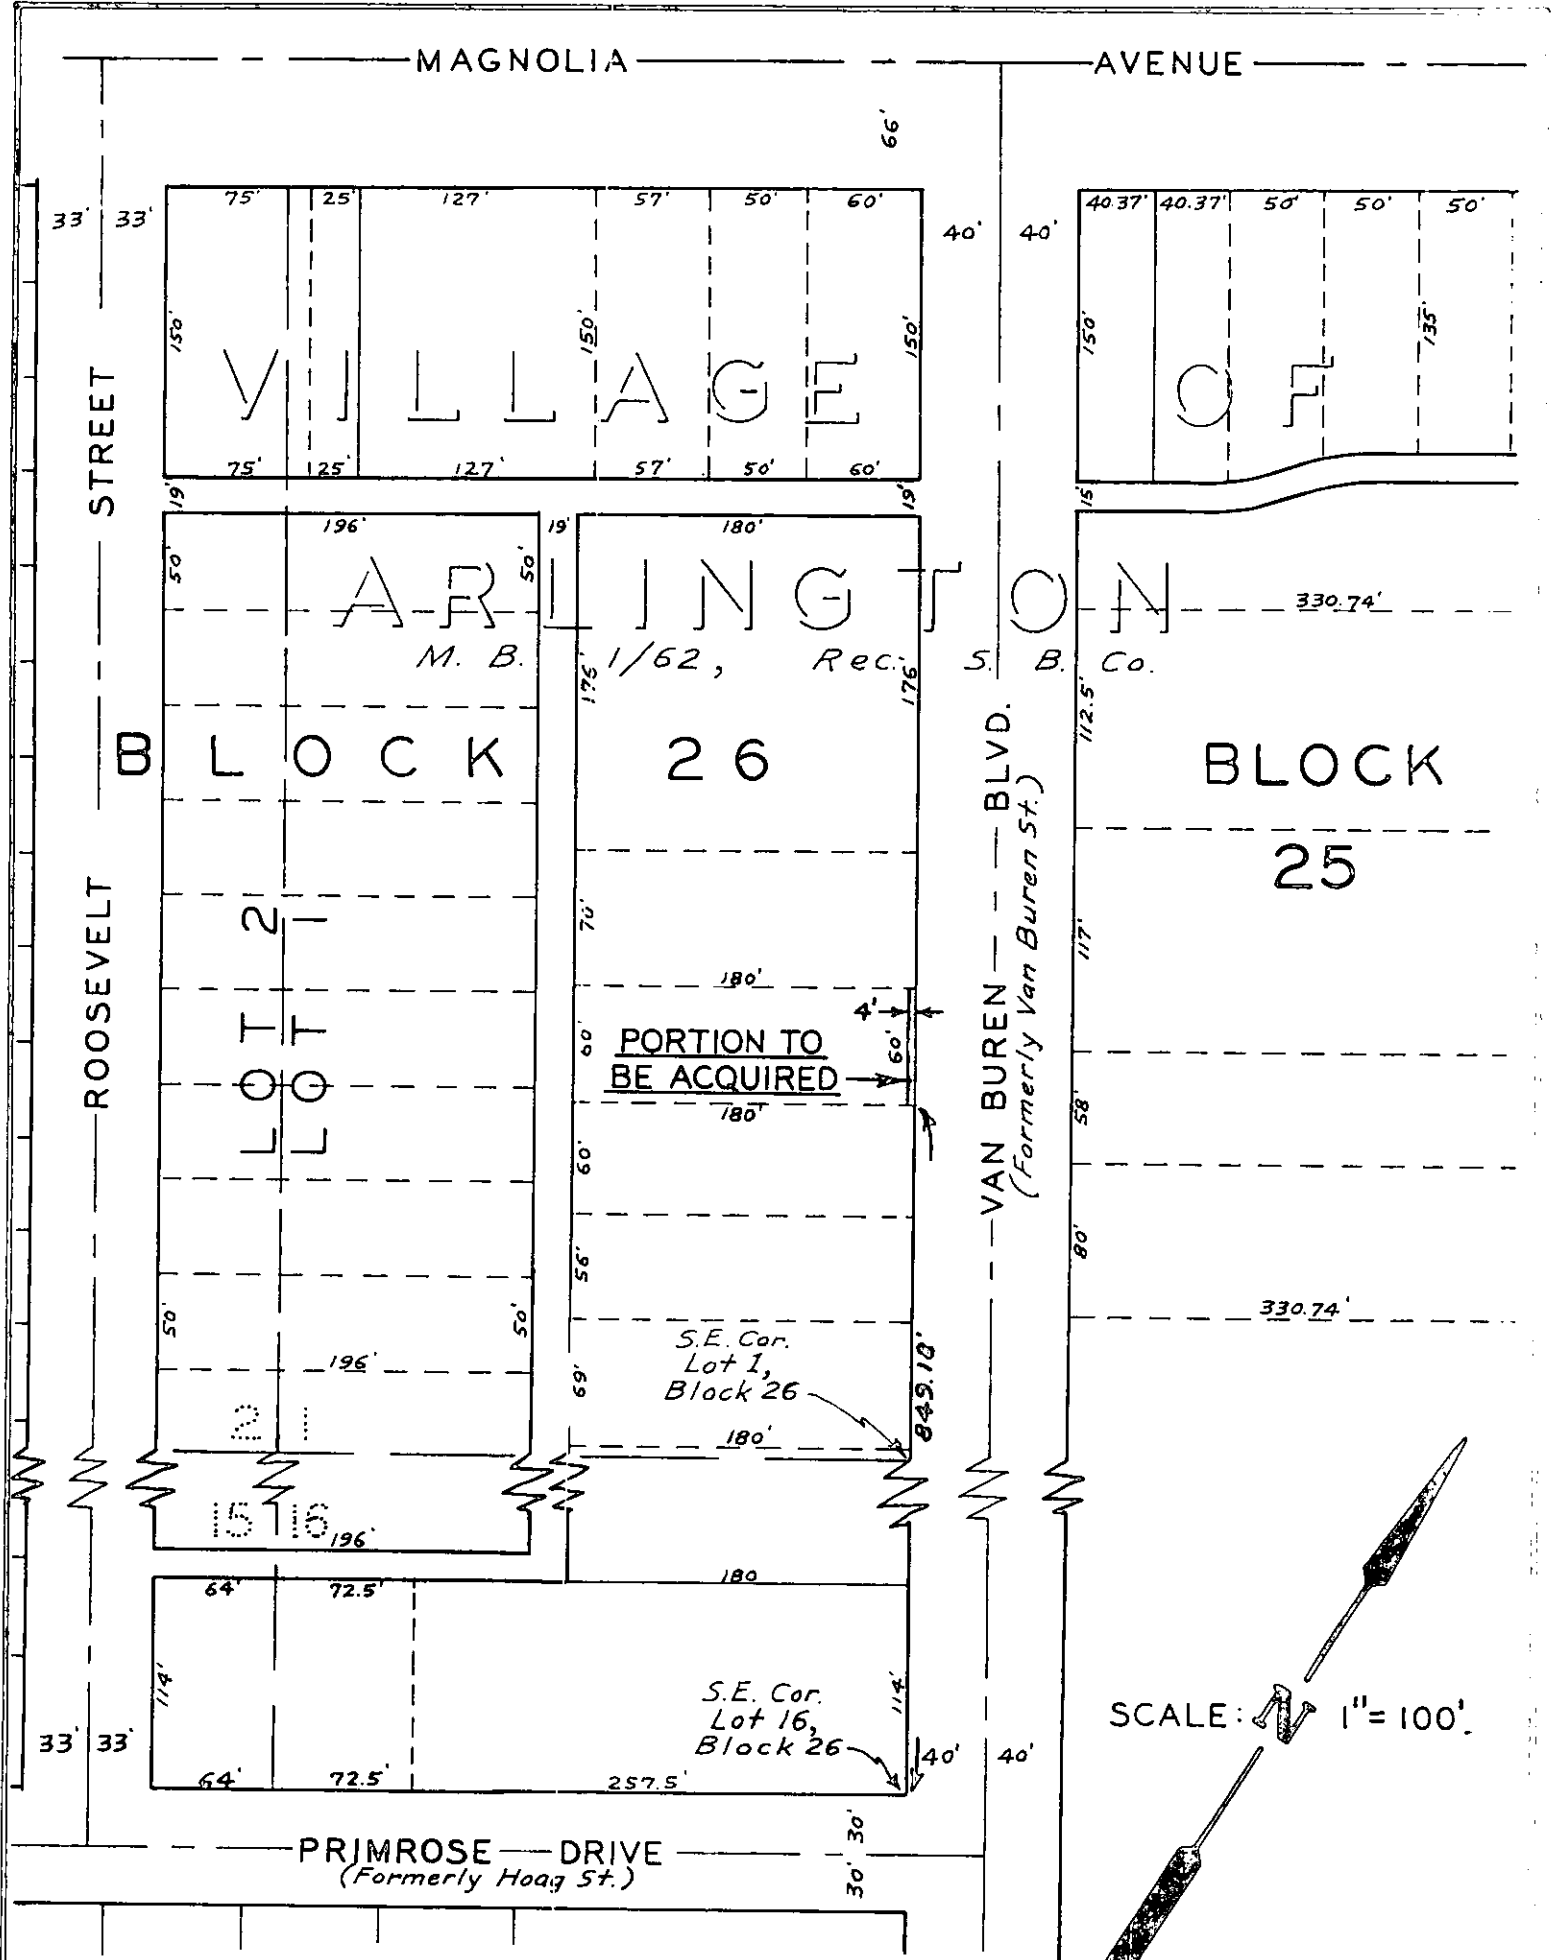 MAGNOLIA AVENUE
66'
33' 33' 75' 25' 127' 57' 50' 60' 40' 40' 40.37' 40.37' 50' 50' 50'
150' 150' 150' 150' 135'
VILLAGE OF
75' 25' 127' 57' 50' 60'
19' 19' 15'
196' 19' 180'
50' 50'
ARLINGTON
330.74'
M. B. 1/62, Rec. S. B. Co.
176' 176' 112.5'
BLOCK 26
BLOCK
25
STREET
ROOSEVELT
LOT 2
LOT 1
VAN BUREN BLVD.
(Formerly Van Buren St.)
70' 117'
180'
4'
60' 60'
PORTION TO
BE ACQUIRED
180'
58'
60'
56' 80'
50' 50'
330.74'
S.E. Cor.
Lot 1,
Block 26
849.18'
196'
69'
2 1
180'
15 16
196'
64' 72.5' 180
114' 114'
S.E. Cor.
Lot 16,
Block 26
SCALE: N 1"=100'.
33' 33' 40' 40'
64' 72.5' 257.5'
30'
PRIMROSE DRIVE
(Formerly Hoag St.)
30'